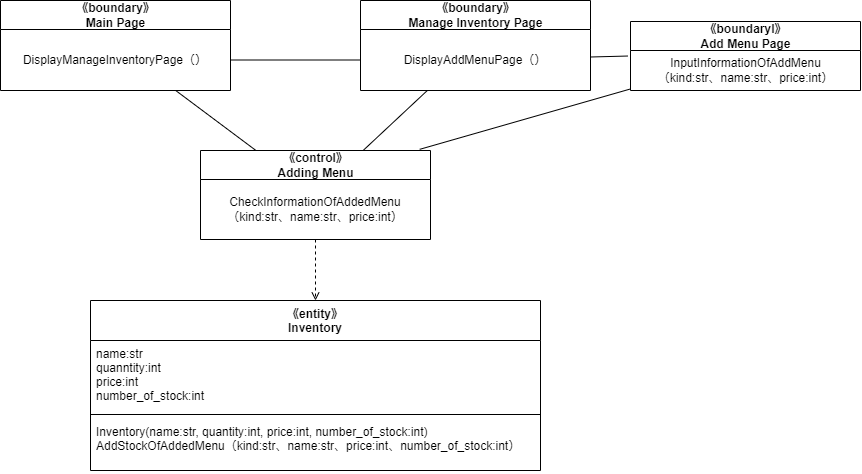 《boundary》
Main Page
DisplayManageInventoryPage（）
《boundary》
Manage Inventory Page
DisplayAddMenuPage（）
《boundaryl》
Add Menu Page
InputInformationOfAddMenu
（kind:str、name:str、price:int）
《control》
Adding Menu
CheckInformationOfAddedMenu
（kind:str、name:str、price:int）
《entity》
Inventory
name:str
quanntity:int
price:int
number_of_stock:int
Inventory(name:str, quantity:int, price:int, number_of_stock:int)
AddStockOfAddedMenu（kind:str、name:str、price:int、number_of_stock:int）